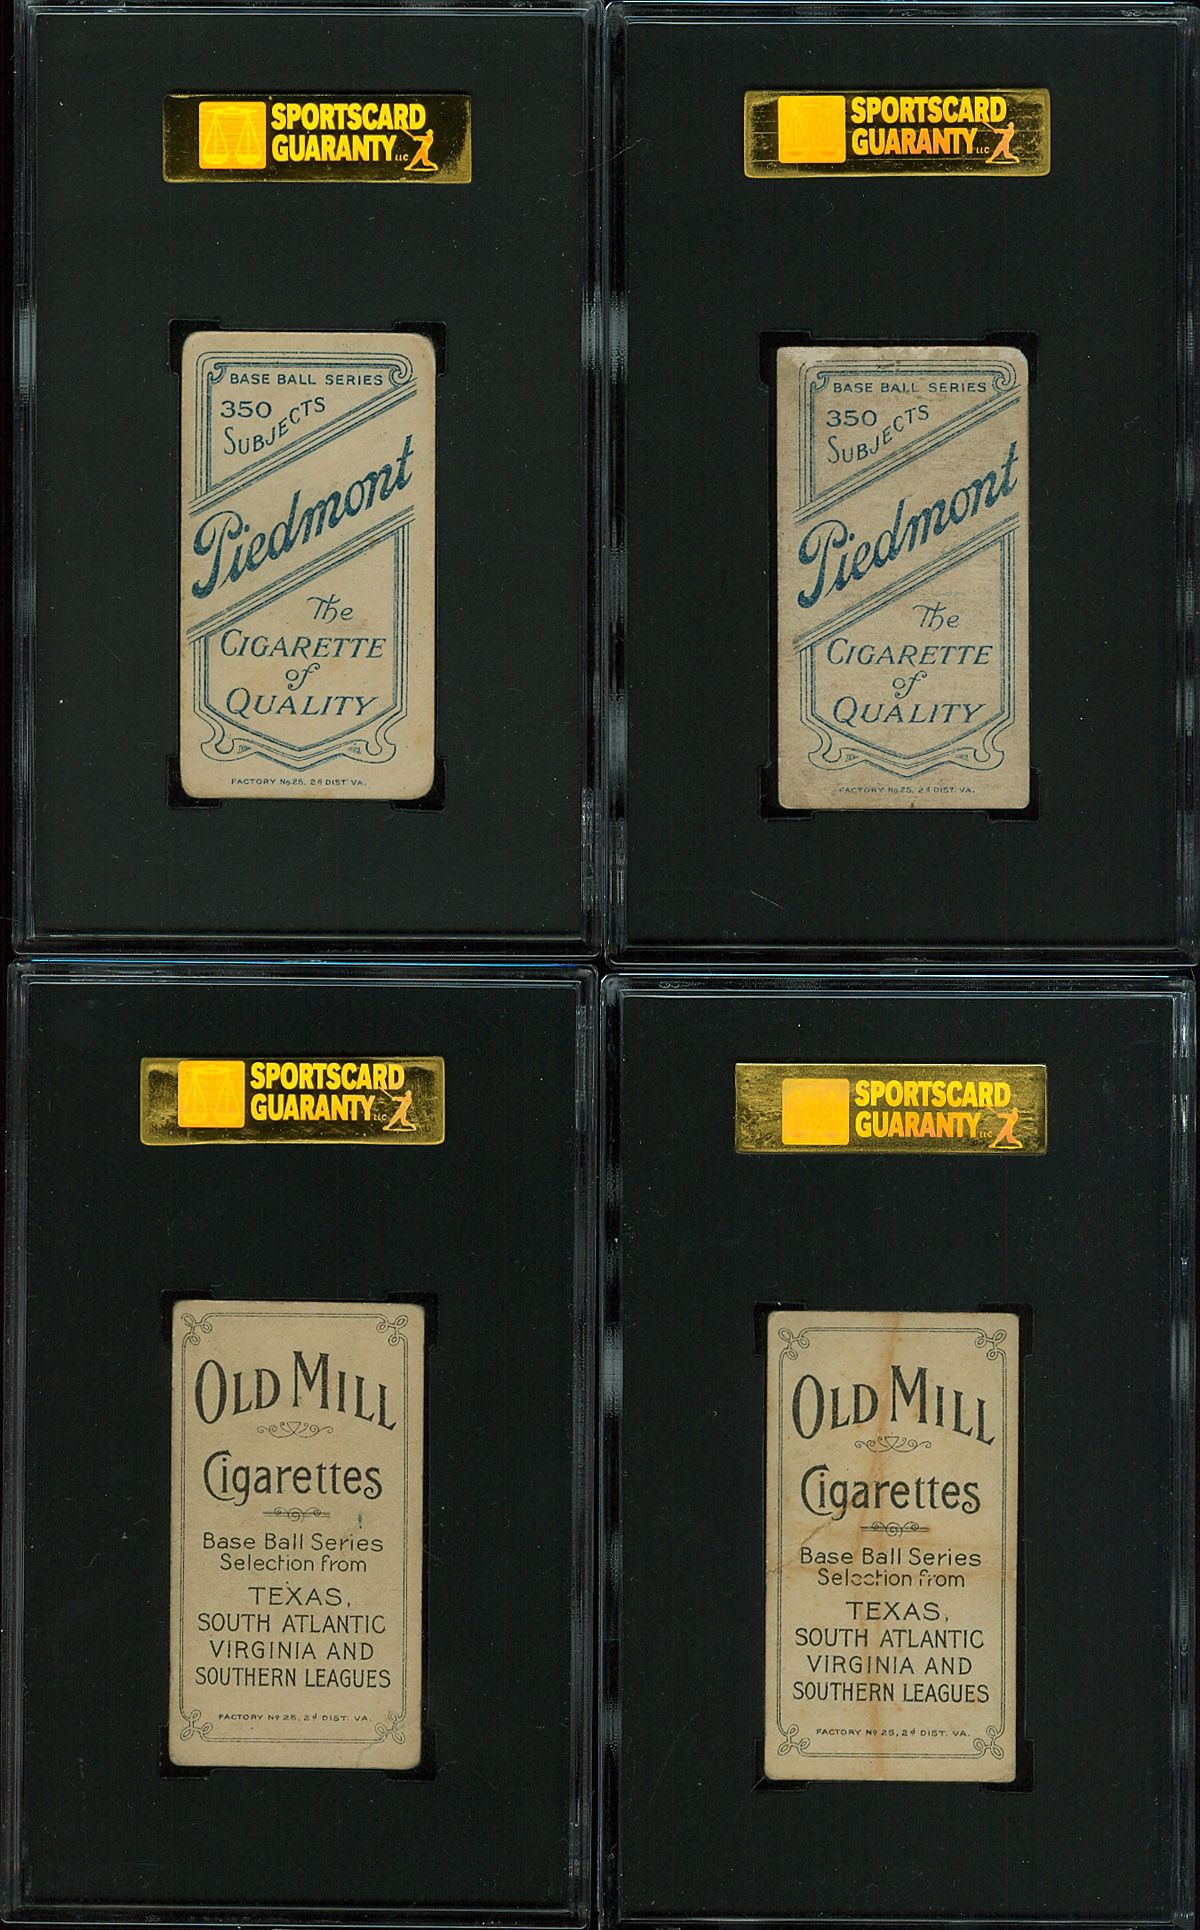 SPORTSCARD
GUARANTY LLC
BASE BALL SERIES
350
SUBJECTS
Piedmont
The
CIGARETTE
of
QUALITY
FACTORY No. 25, 2d DIST. VA.
SPORTSCARD
GUARANTY LLC
BASE BALL SERIES
350
SUBJECTS
Piedmont
The
CIGARETTE
of
QUALITY
FACTORY No 25, 2d DIST. VA.
SPORTSCARD
GUARANTY LLC
OLD MILL
Cigarettes
Base Ball Series
Selection from
TEXAS,
SOUTH ATLANTIC
VIRGINIA AND
SOUTHERN LEAGUES
FACTORY No 25, 2d DIST. VA.
SPORTSCARD
GUARANTY LLC
OLD MILL
Cigarettes
Base Ball Series
Selection from
TEXAS,
SOUTH ATLANTIC
VIRGINIA AND
SOUTHERN LEAGUES
FACTORY No 25, 2d DIST. VA.